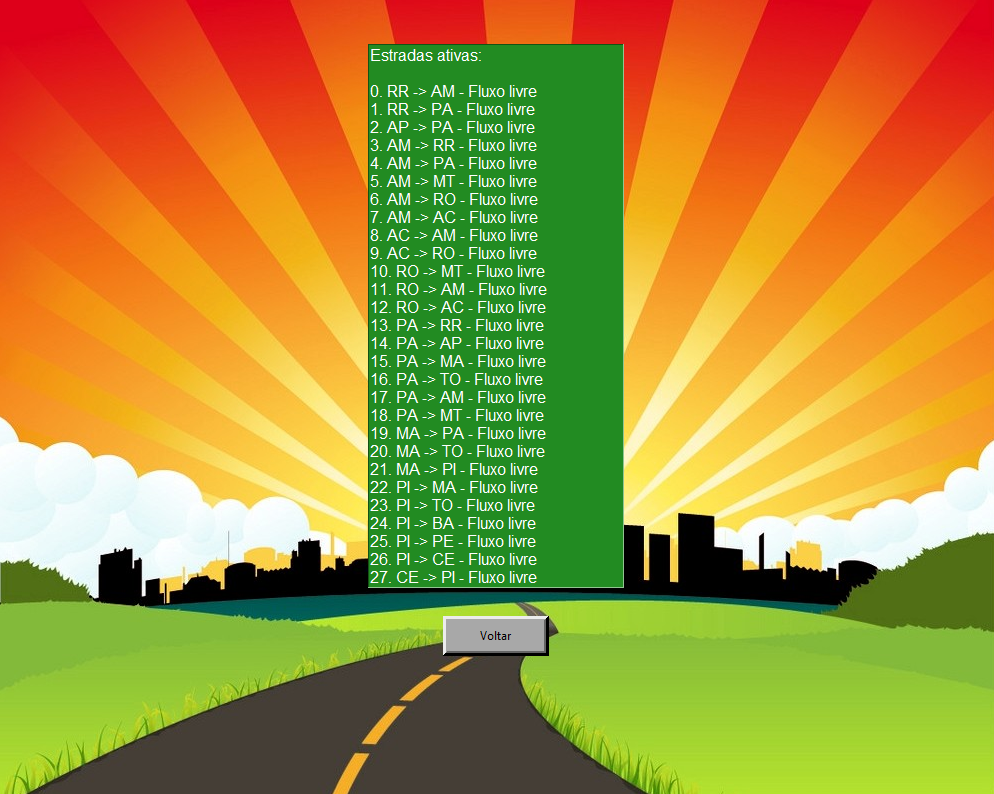 Estradas ativas:
0. RR -> AM - Fluxo livre
1. RR -> PA - Fluxo livre
2. AP -> PA - Fluxo livre
3. AM -> RR - Fluxo livre
4. AM -> PA - Fluxo livre
5. AM -> MT - Fluxo livre
6. AM -> RO - Fluxo livre
7. AM -> AC - Fluxo livre
8. AC -> AM - Fluxo livre
9. AC -> RO - Fluxo livre
10. RO -> MT - Fluxo livre
11. RO -> AM - Fluxo livre
12. RO -> AC - Fluxo livre
13. PA -> RR - Fluxo livre
14. PA -> AP - Fluxo livre
15. PA -> MA - Fluxo livre
16. PA -> TO - Fluxo livre
17. PA -> AM - Fluxo livre
18. PA -> MT - Fluxo livre
19. MA -> PA - Fluxo livre
20. MA -> TO - Fluxo livre
21. MA -> PI - Fluxo livre
22. PI -> MA - Fluxo livre
23. PI -> TO - Fluxo livre
24. PI -> BA - Fluxo livre
25. PI -> PE - Fluxo livre
26. PI -> CE - Fluxo livre
27. CE -> PI - Fluxo livre
Voltar